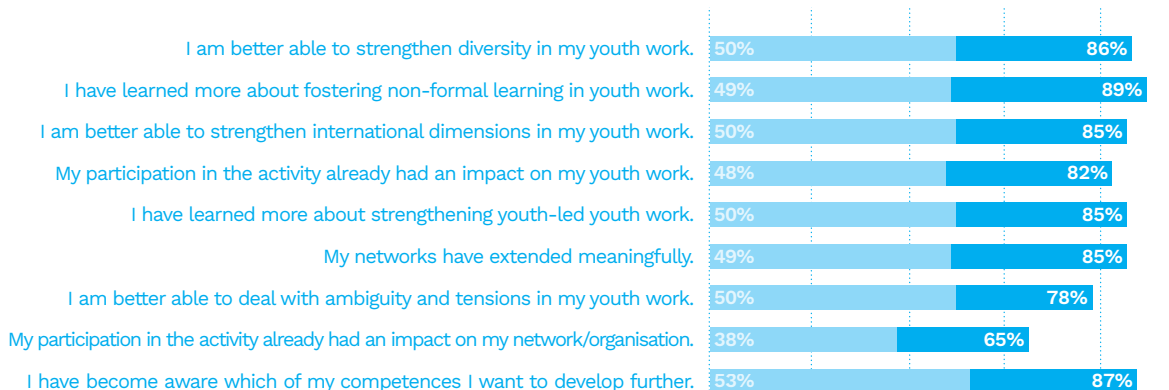 I am better able to strengthen diversity in my youth work. 50% 86%
I have learned more about fostering non-formal learning in youth work. 49% 89%
I am better able to strengthen international dimensions in my youth work. 50% 85%
My participation in the activity already had an impact on my youth work. 48% 82%
I have learned more about strengthening youth-led youth work. 50% 85%
My networks have extended meaningfully. 49% 85%
I am better able to deal with ambiguity and tensions in my youth work. 50% 78%
My participation in the activity already had an impact on my network/organisation. 38% 65%
I have become aware which of my competences I want to develop further. 53% 87%